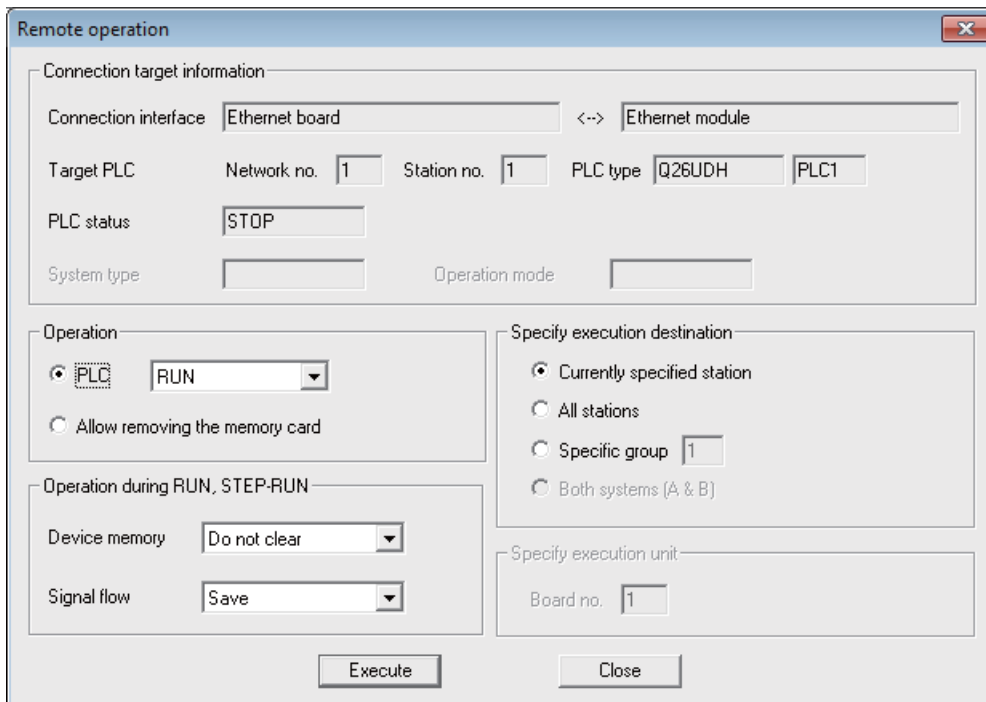 Remote operation
Connection target information
Connection interface Ethernet board <--> Ethernet module
Target PLC Network no. 1 Station no. 1 PLC type Q26UDH PLC1
PLC status STOP
System type Operation mode
Operation
PLC RUN
Allow removing the memory card
Specify execution destination
Currently specified station
All stations
Specific group 1
Both systems (A & B)
Operation during RUN, STEP-RUN
Device memory Do not clear
Signal flow Save
Specify execution unit
Board no. 1
Execute Close